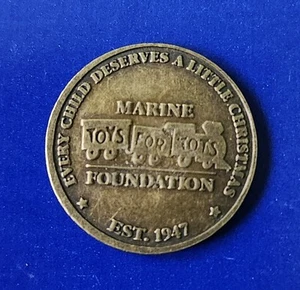 EVERY CHILD DESERVES A LITTLE CHRISTMAS
MARINE
TOYS FOR TOTS
FOUNDATION
EST. 1947